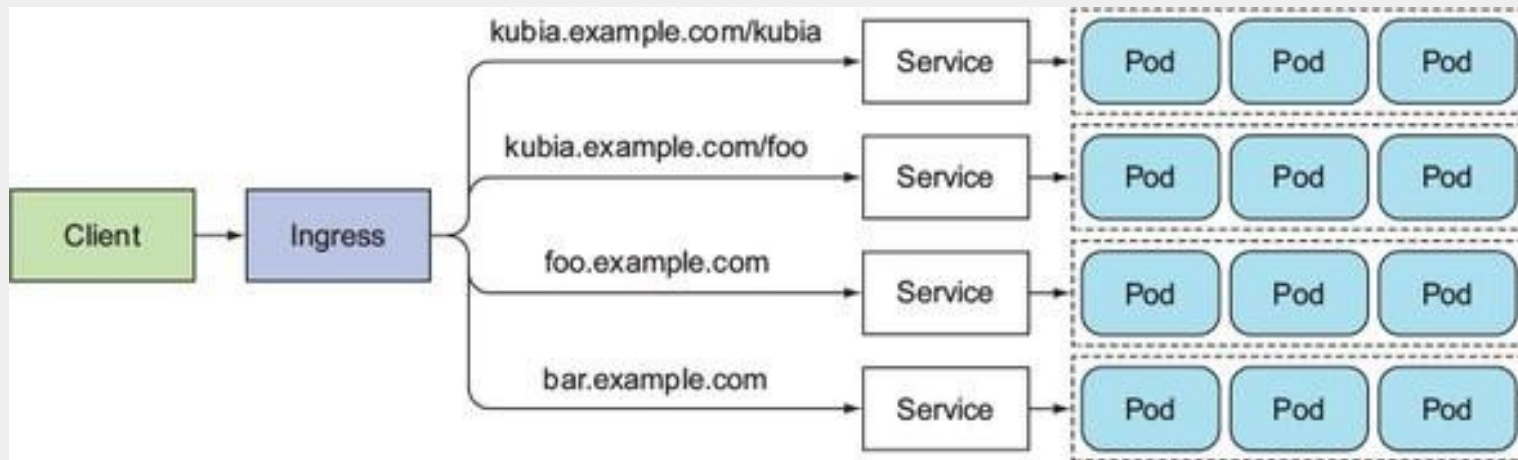 kubia.example.com/kubia
Service
Pod
Pod
Pod
kubia.example.com/foo
Service
Pod
Pod
Pod
Client
Ingress
foo.example.com
Service
Pod
Pod
Pod
bar.example.com
Service
Pod
Pod
Pod